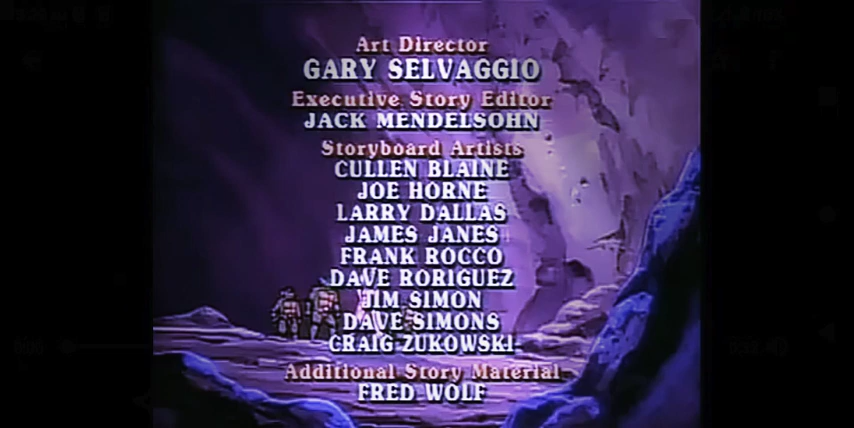 Art Director
GARY SELVAGGIO
Executive Story Editor
JACK MENDELSOHN
Storyboard Artists
CULLEN BLAINE
JOE HORNE
LARRY DALLAS
JAMES JANES
FRANK ROCCO
DAVE RORIGUEZ
JIM SIMON
DAVE SIMONS
CRAIG ZUKOWSKI
Additional Story Material
FRED WOLF